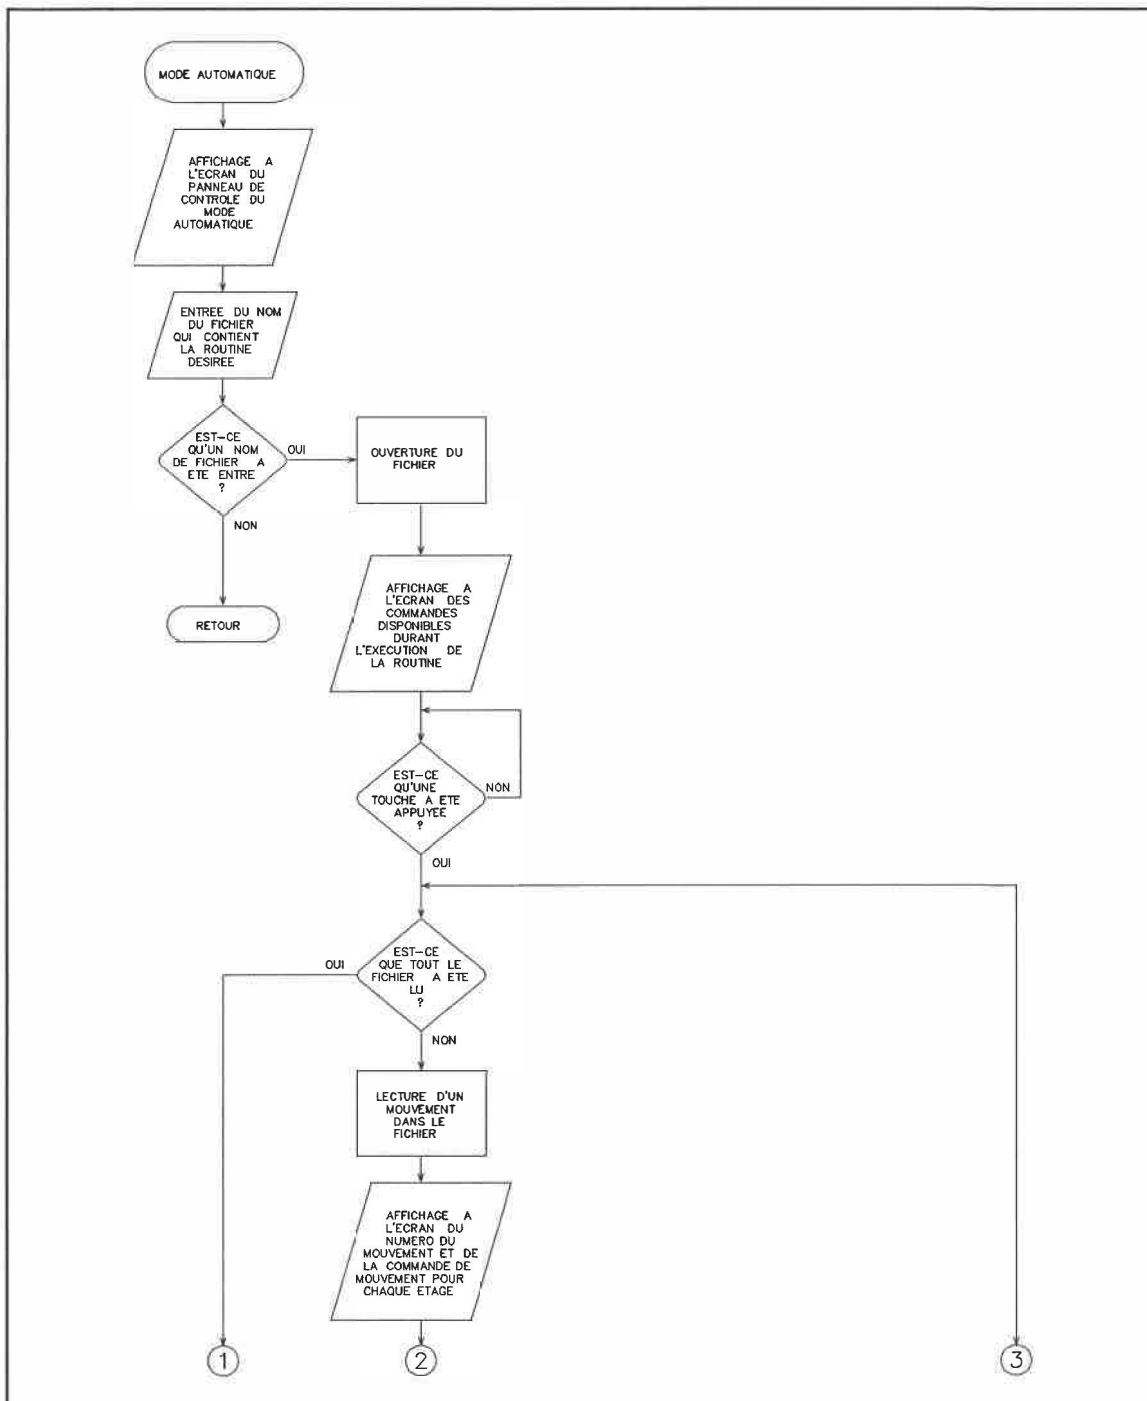 MODE AUTOMATIQUE
AFFICHAGE A
L'ECRAN DU
PANNEAU DE
CONTROLE DU
MODE
AUTOMATIQUE
ENTREE DU NOM
DU FICHIER
QUI CONTIENT
LA ROUTINE
DESIREE
EST-CE
QU'UN NOM
DE FICHIER A
ETE ENTRE
?
OUI
NON
RETOUR
OUVERTURE DU
FICHIER
AFFICHAGE A
L'ECRAN DES
COMMANDES
DISPONIBLES
DURANT
L'EXECUTION DE
LA ROUTINE
EST-CE
QU'UNE
TOUCHE A ETE
APPUYEE
?
NON
OUI
EST-CE
QUE TOUT LE
FICHIER A ETE
LU
?
OUI
NON
LECTURE D'UN
MOUVEMENT
DANS LE
FICHIER
AFFICHAGE A
L'ECRAN DU
NUMERO DU
MOUVEMENT ET DE
LA COMMANDE DE
MOUVEMENT POUR
CHAQUE ETAGE
1
2
3